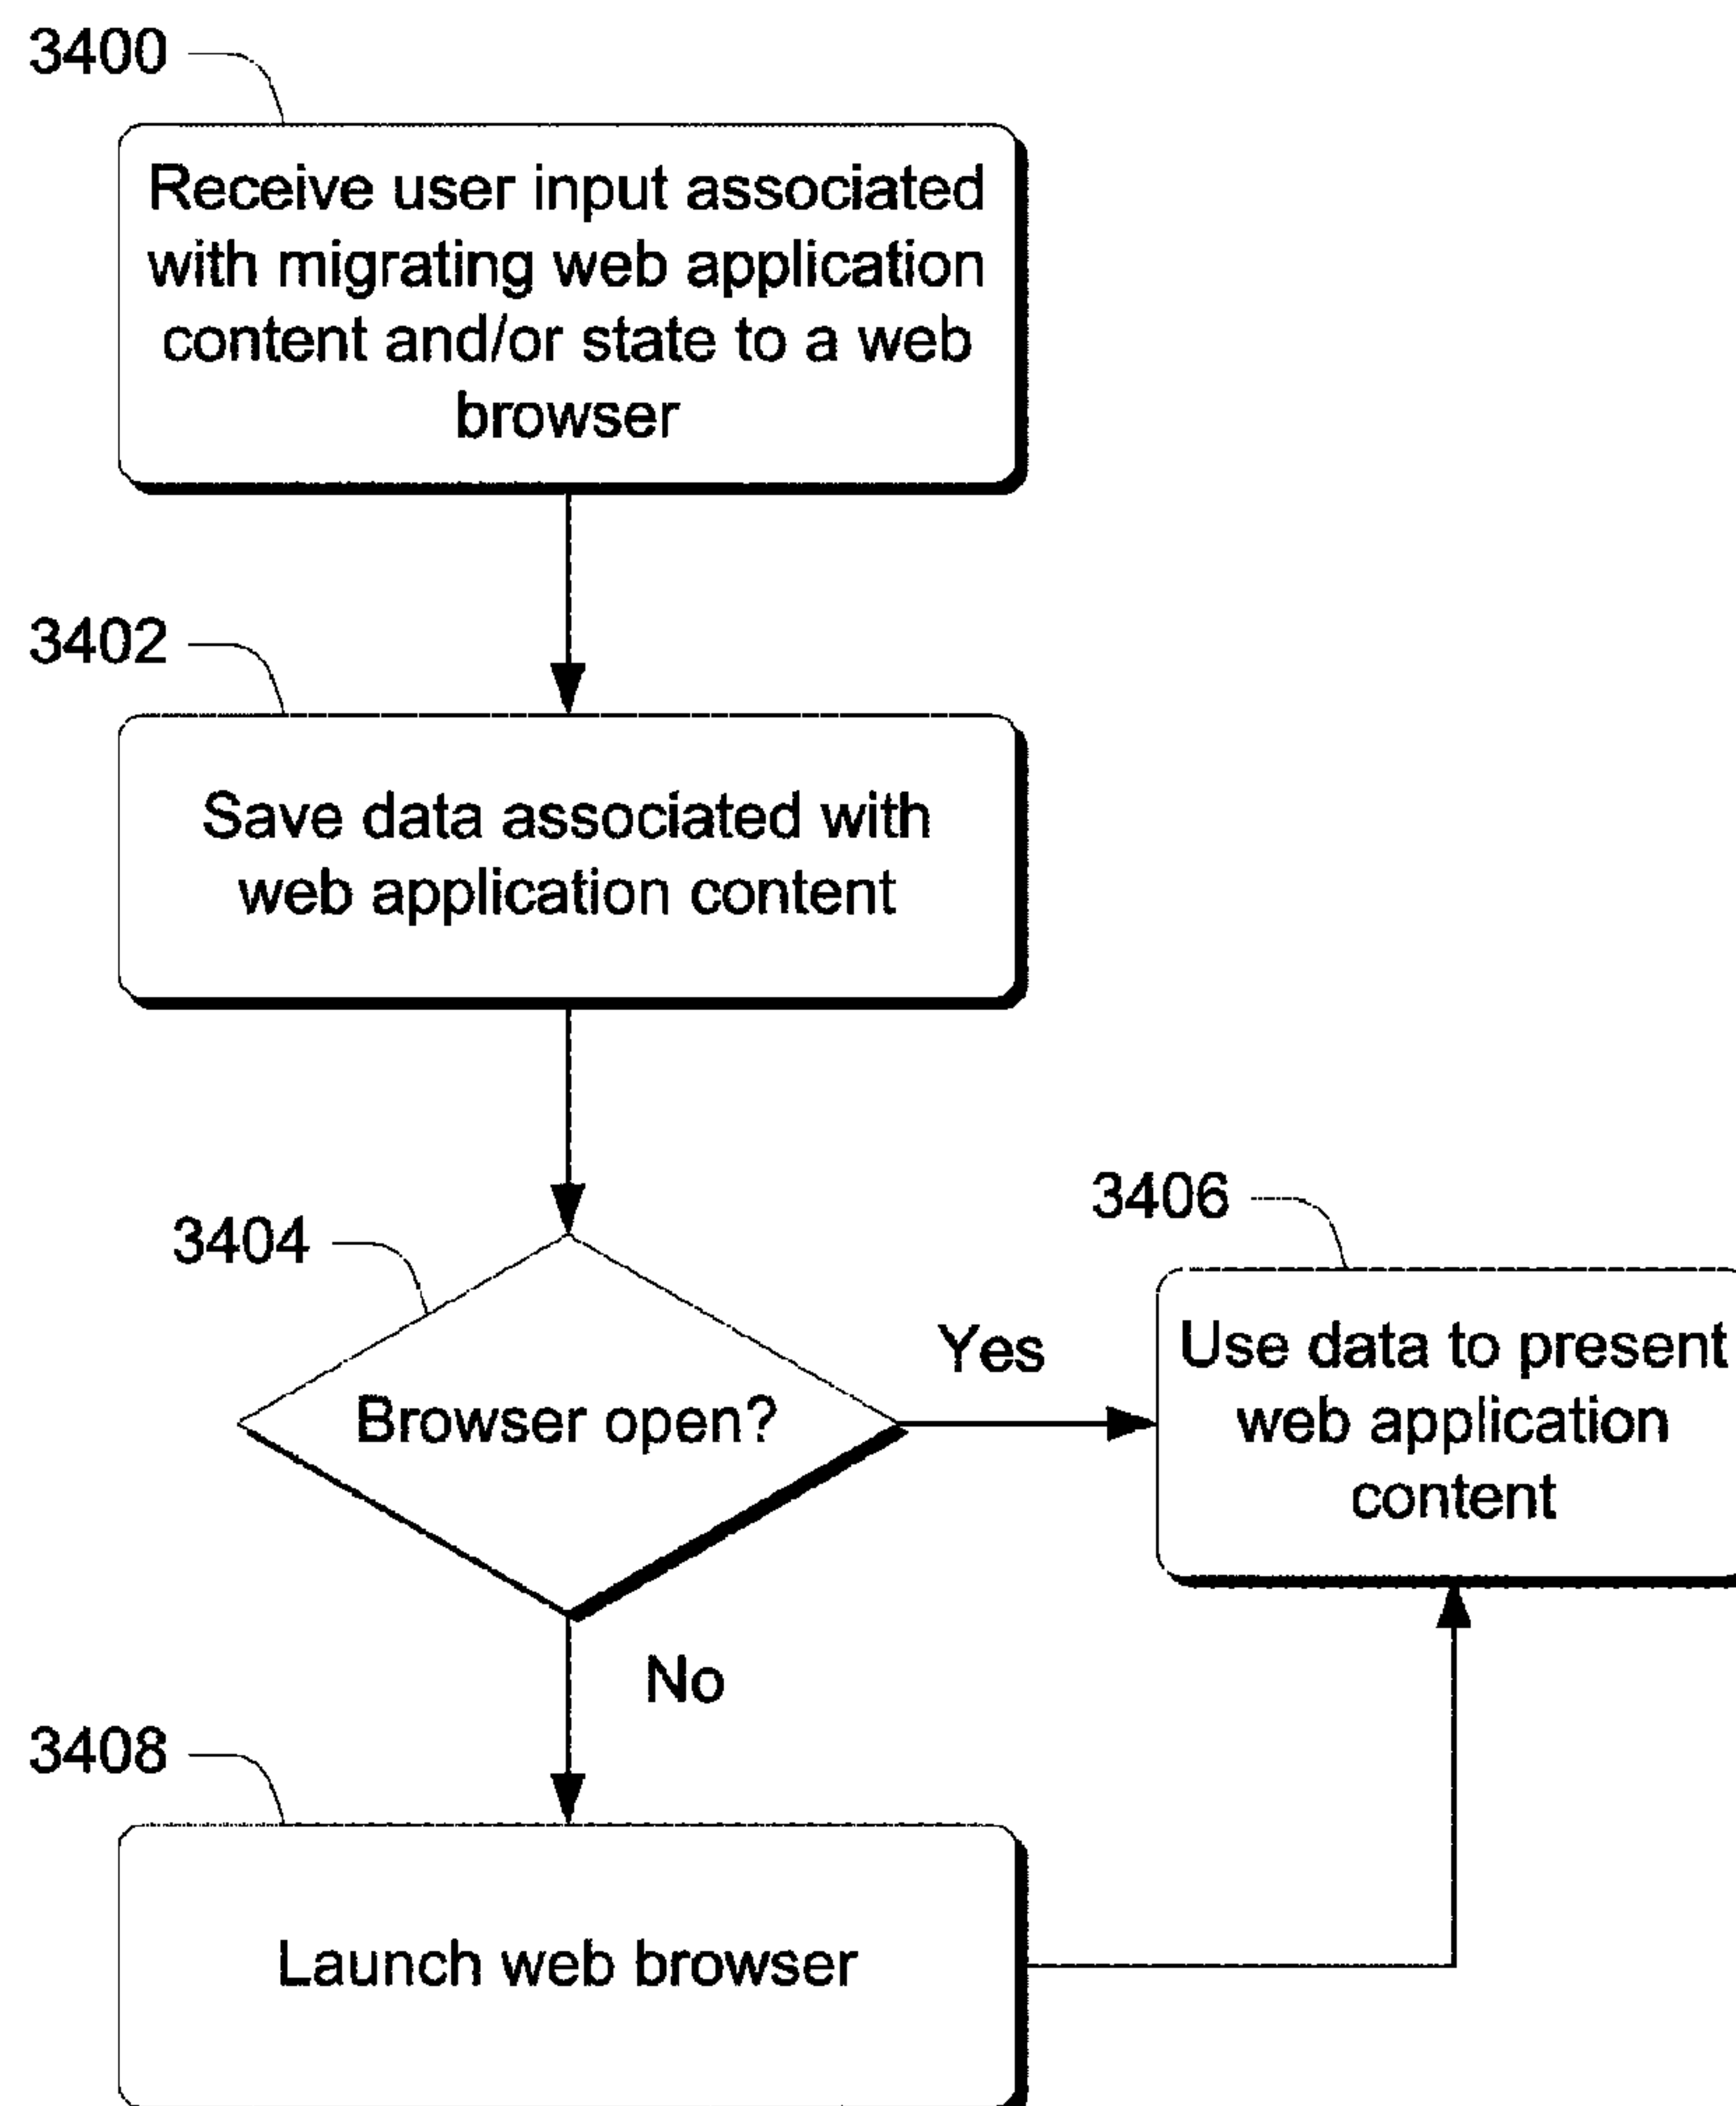 3400
Receive user input associated
with migrating web application
content and/or state to a web
browser
3402
Save data associated with
web application content
3404
Browser open?
Yes
3406
Use data to present
web application
content
No
3408
Launch web browser